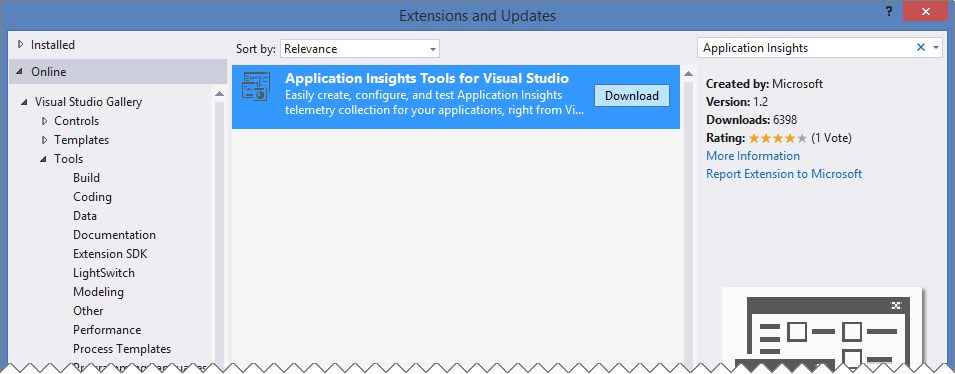 Extensions and Updates
?
Installed
Online
Visual Studio Gallery
Controls
Templates
Tools
Build
Coding
Data
Documentation
Extension SDK
LightSwitch
Modeling
Other
Performance
Process Templates
Sort by: Relevance
Application Insights Tools for Visual Studio
Easily create, configure, and test Application Insights
telemetry collection for your applications, right from Vi...
Download
Application Insights
Created by: Microsoft
Version: 1.2
Downloads: 6398
Rating: (1 Vote)
More Information
Report Extension to Microsoft